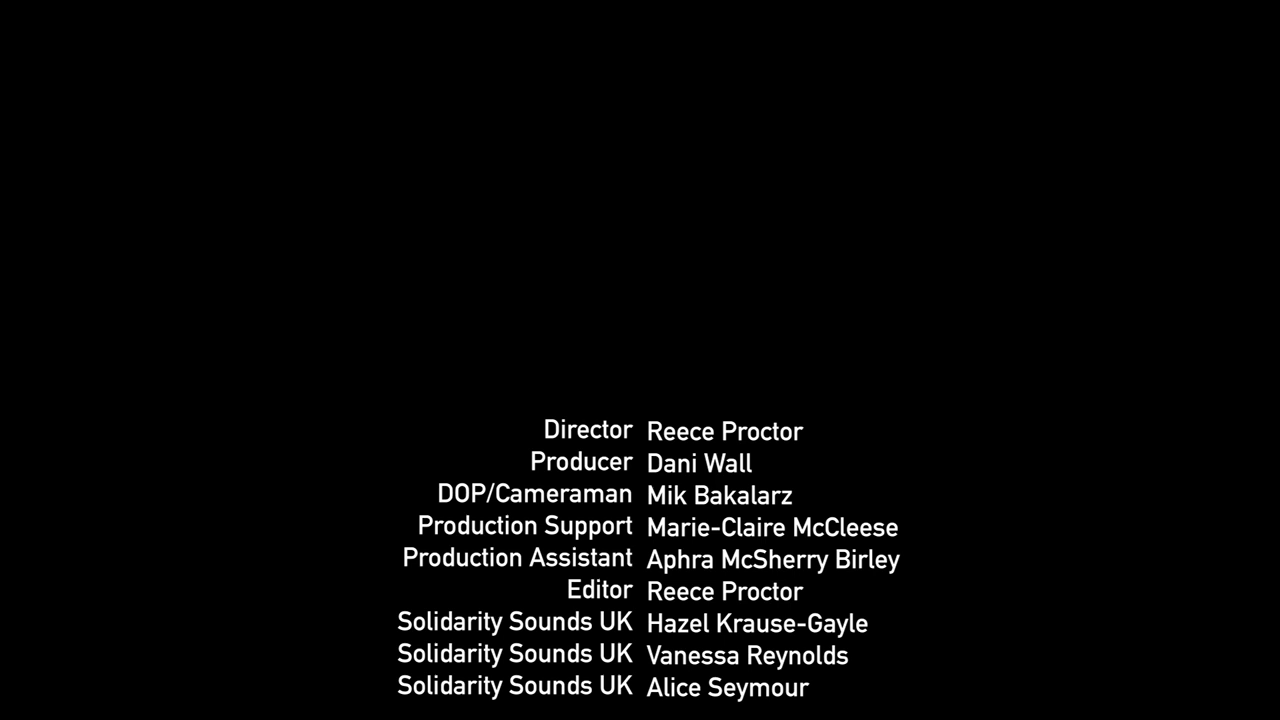 Director Reece Proctor
Producer Dani Wall
DOP/Cameraman Mik Bakalarz
Production Support Marie-Claire McCleese
Production Assistant Aphra McSherry Birley
Editor Reece Proctor
Solidarity Sounds UK Hazel Krause-Gayle
Solidarity Sounds UK Vanessa Reynolds
Solidarity Sounds UK Alice Seymour